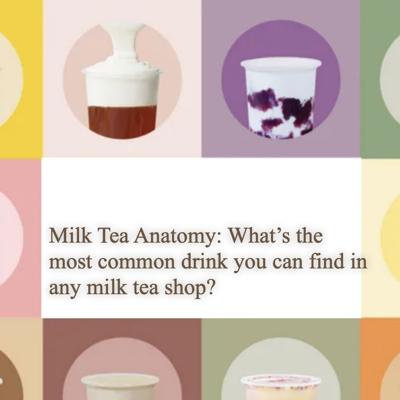 Milk Tea Anatomy: What’s the
most common drink you can find in
any milk tea shop?